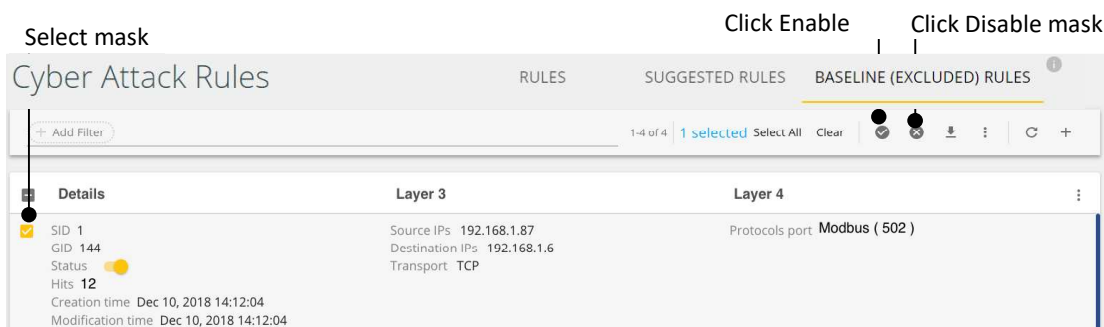 Click Enable Click Disable mask
Select mask
Cyber Attack Rules RULES SUGGESTED RULES BASELINE (EXCLUDED) RULES
+ Add Filter 1-4 of 4 1 selected Select All Clear
Details Layer 3 Layer 4
SID 1 Source IPs 192.168.1.87 Protocols port Modbus ( 502 )
GID 144 Destination IPs 192.168.1.6
Status Transport TCP
Hits 12
Creation time Dec 10, 2018 14:12:04
Modification time Dec 10, 2018 14:12:04